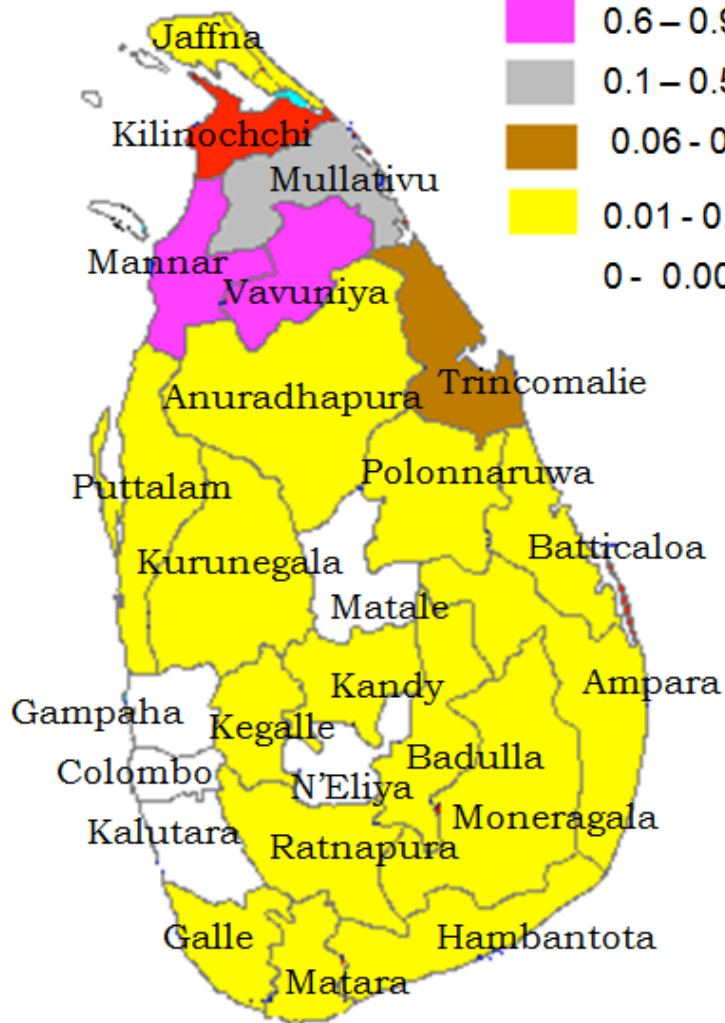 Jaffna
0.6 – 0.9
0.1 – 0.5
Kilinochchi
0.06 - 0
Mullativu
0.01 - 0.
Mannar
0 - 0.00
Vavuniya
Trincomalie
Anuradhapura
Polonnaruwa
Puttalam
Batticaloa
Kurunegala
Matale
Ampara
Kandy
Gampaha
Kegalle
Badulla
Colombo
N'Eliya
Moneragala
Kalutara
Ratnapura
Galle
Hambantota
Matara